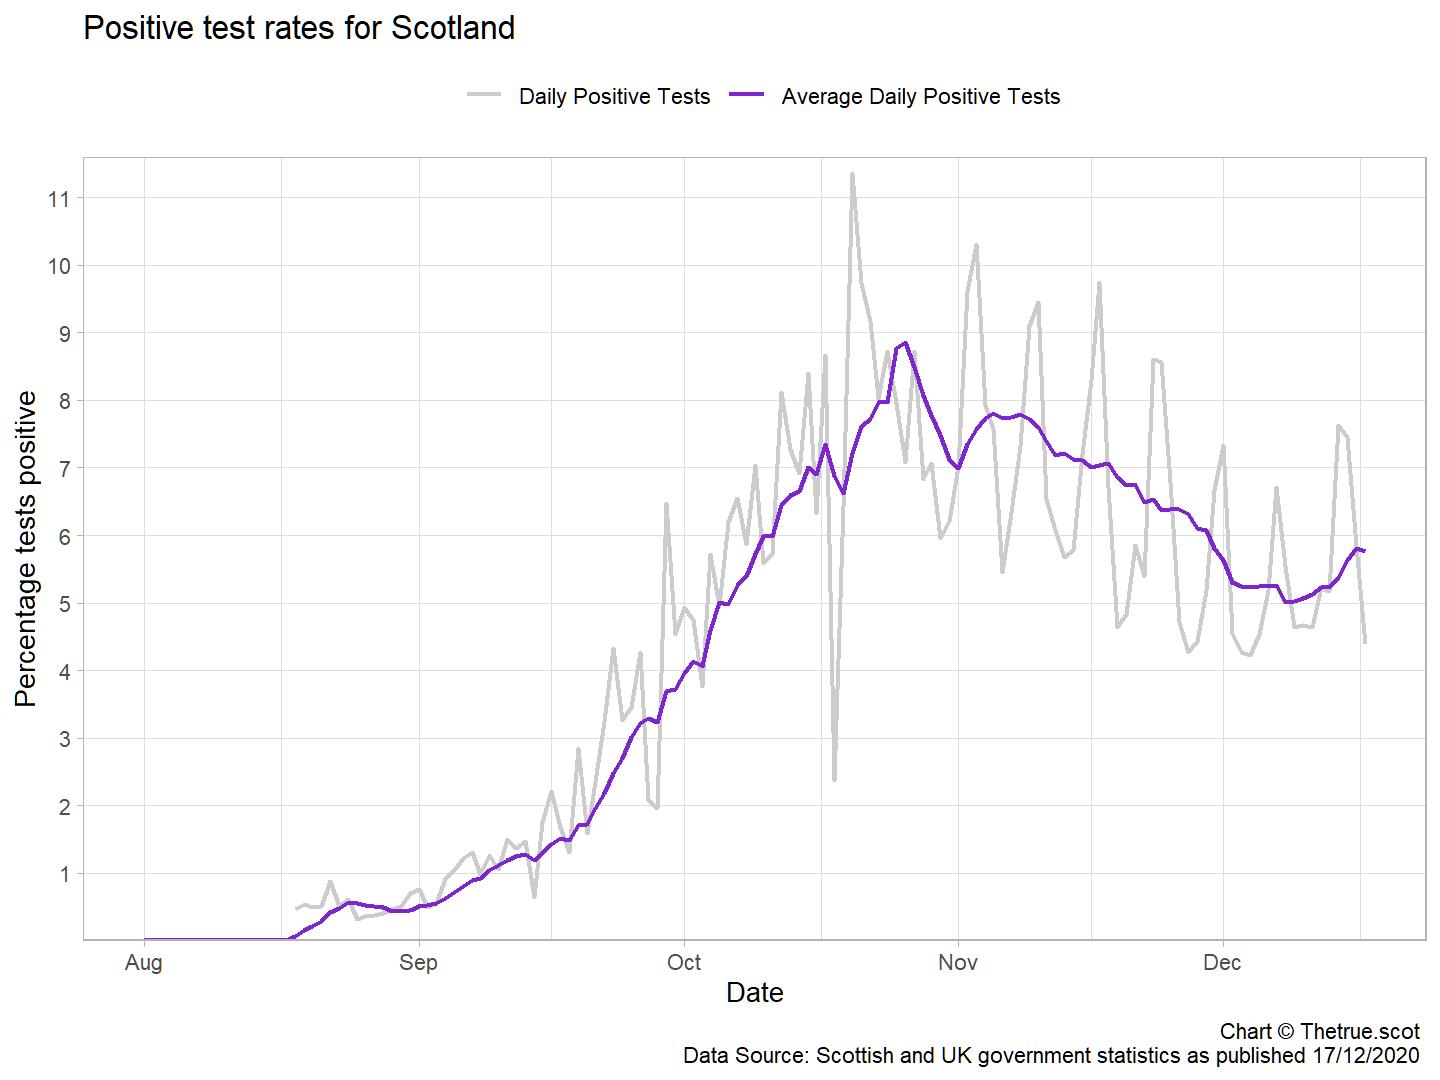 Positive test rates for Scotland
Daily Positive Tests
Average Daily Positive Tests
Percentage tests positive
11
10
9
8
7
6
5
4
3
2
1
Aug
Sep
Oct
Nov
Dec
Date
Chart © Thetrue.scot
Data Source: Scottish and UK government statistics as published 17/12/2020